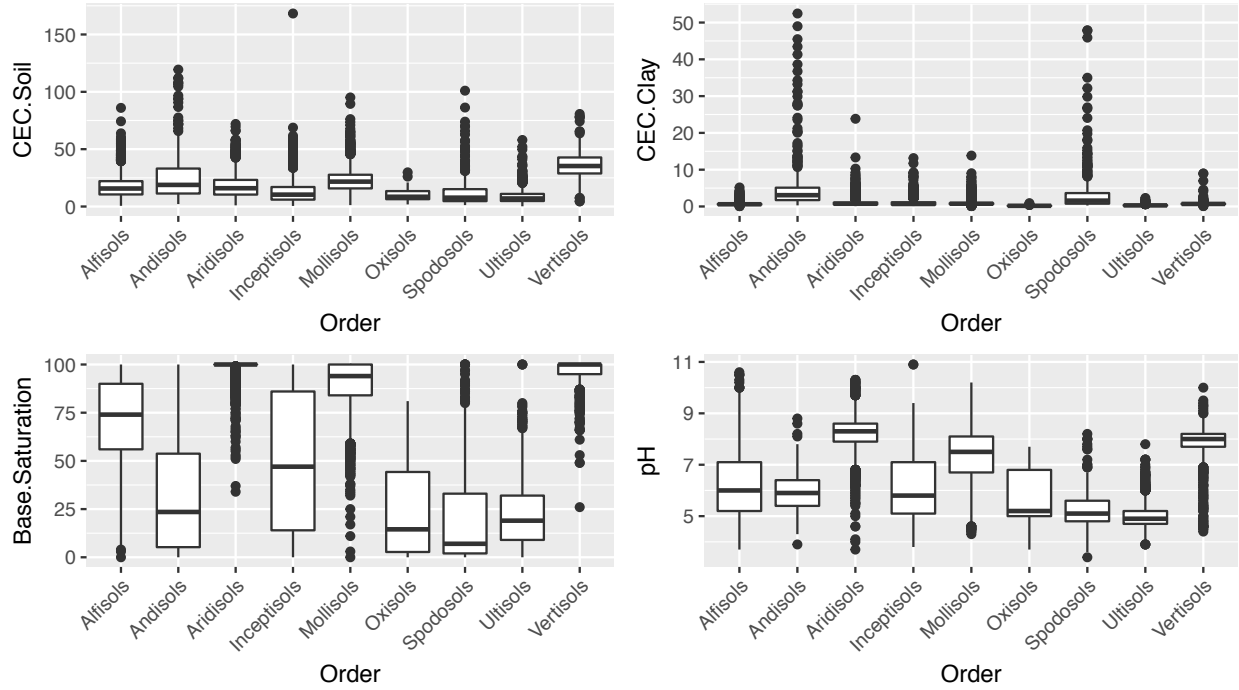 CEC.Soil
150
100
50
0
Alfisols
Andisols
Aridisols
Inceptisols
Mollisols
Oxisols
Spodosols
Ultisols
Vertisols
Order
CEC.Clay
50
40
30
20
10
0
Alfisols
Andisols
Aridisols
Inceptisols
Mollisols
Oxisols
Spodosols
Ultisols
Vertisols
Order
Base.Saturation
100
75
50
25
0
Alfisols
Andisols
Aridisols
Inceptisols
Mollisols
Oxisols
Spodosols
Ultisols
Vertisols
Order
pH
11
9
7
5
Alfisols
Andisols
Aridisols
Inceptisols
Mollisols
Oxisols
Spodosols
Ultisols
Vertisols
Order